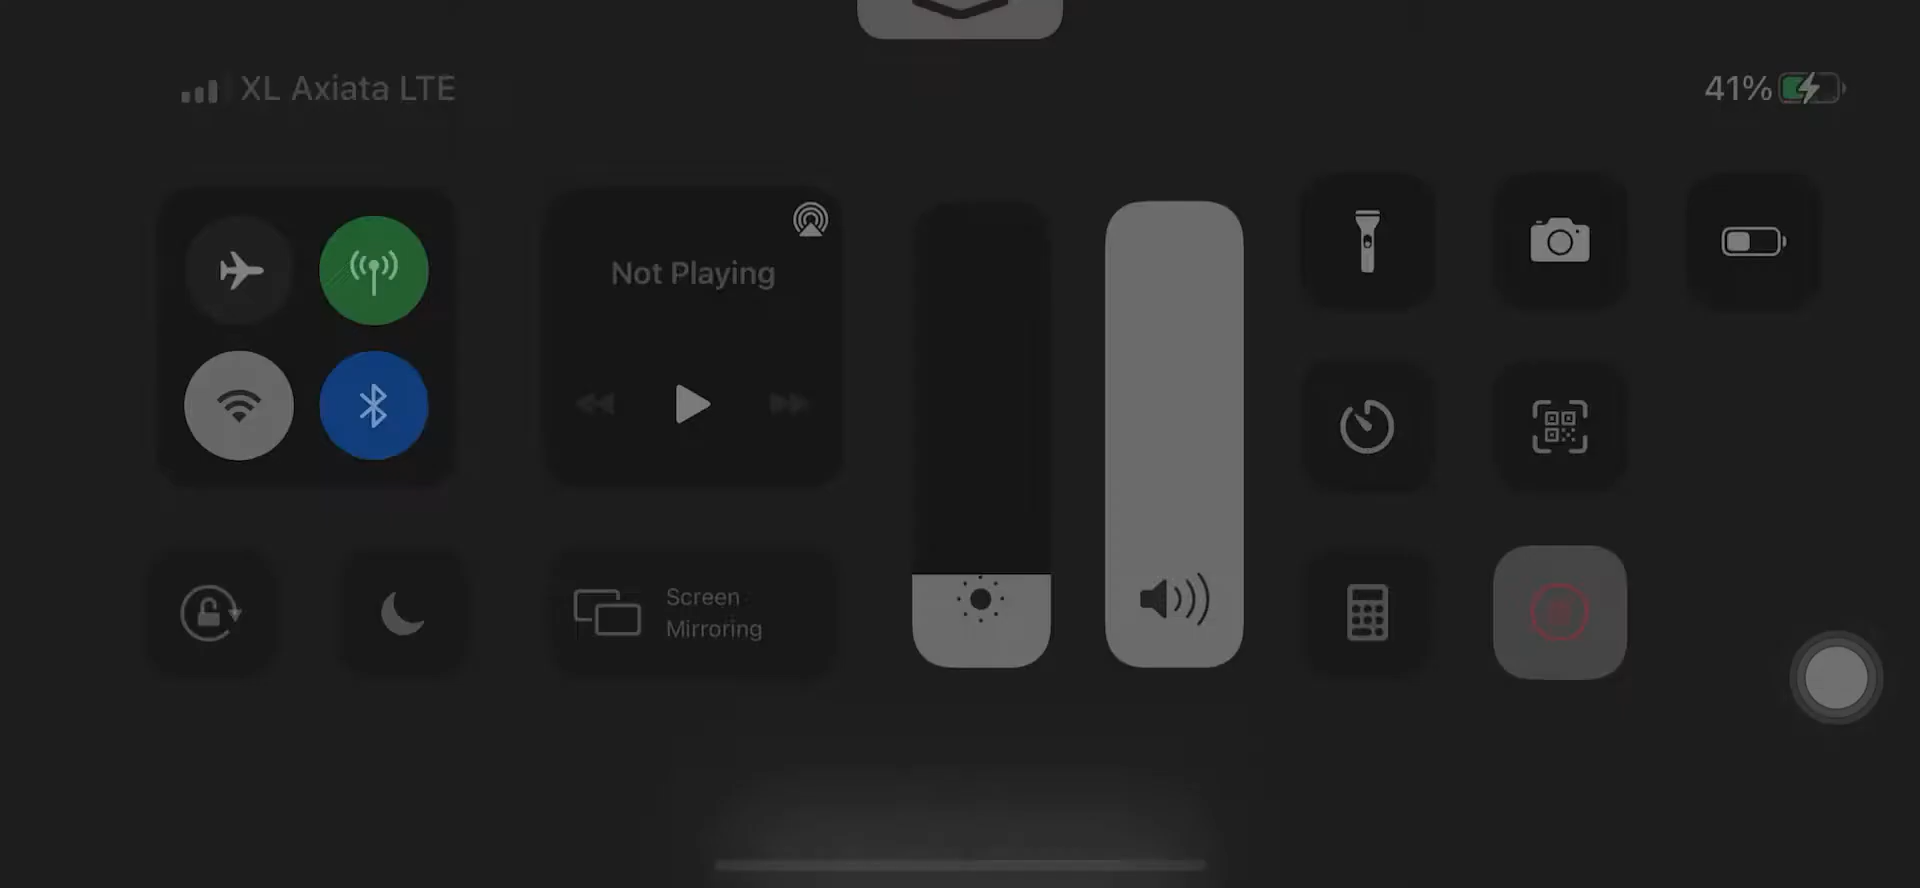 XL Axiata LTE
41%
Not Playing
Screen
Mirroring